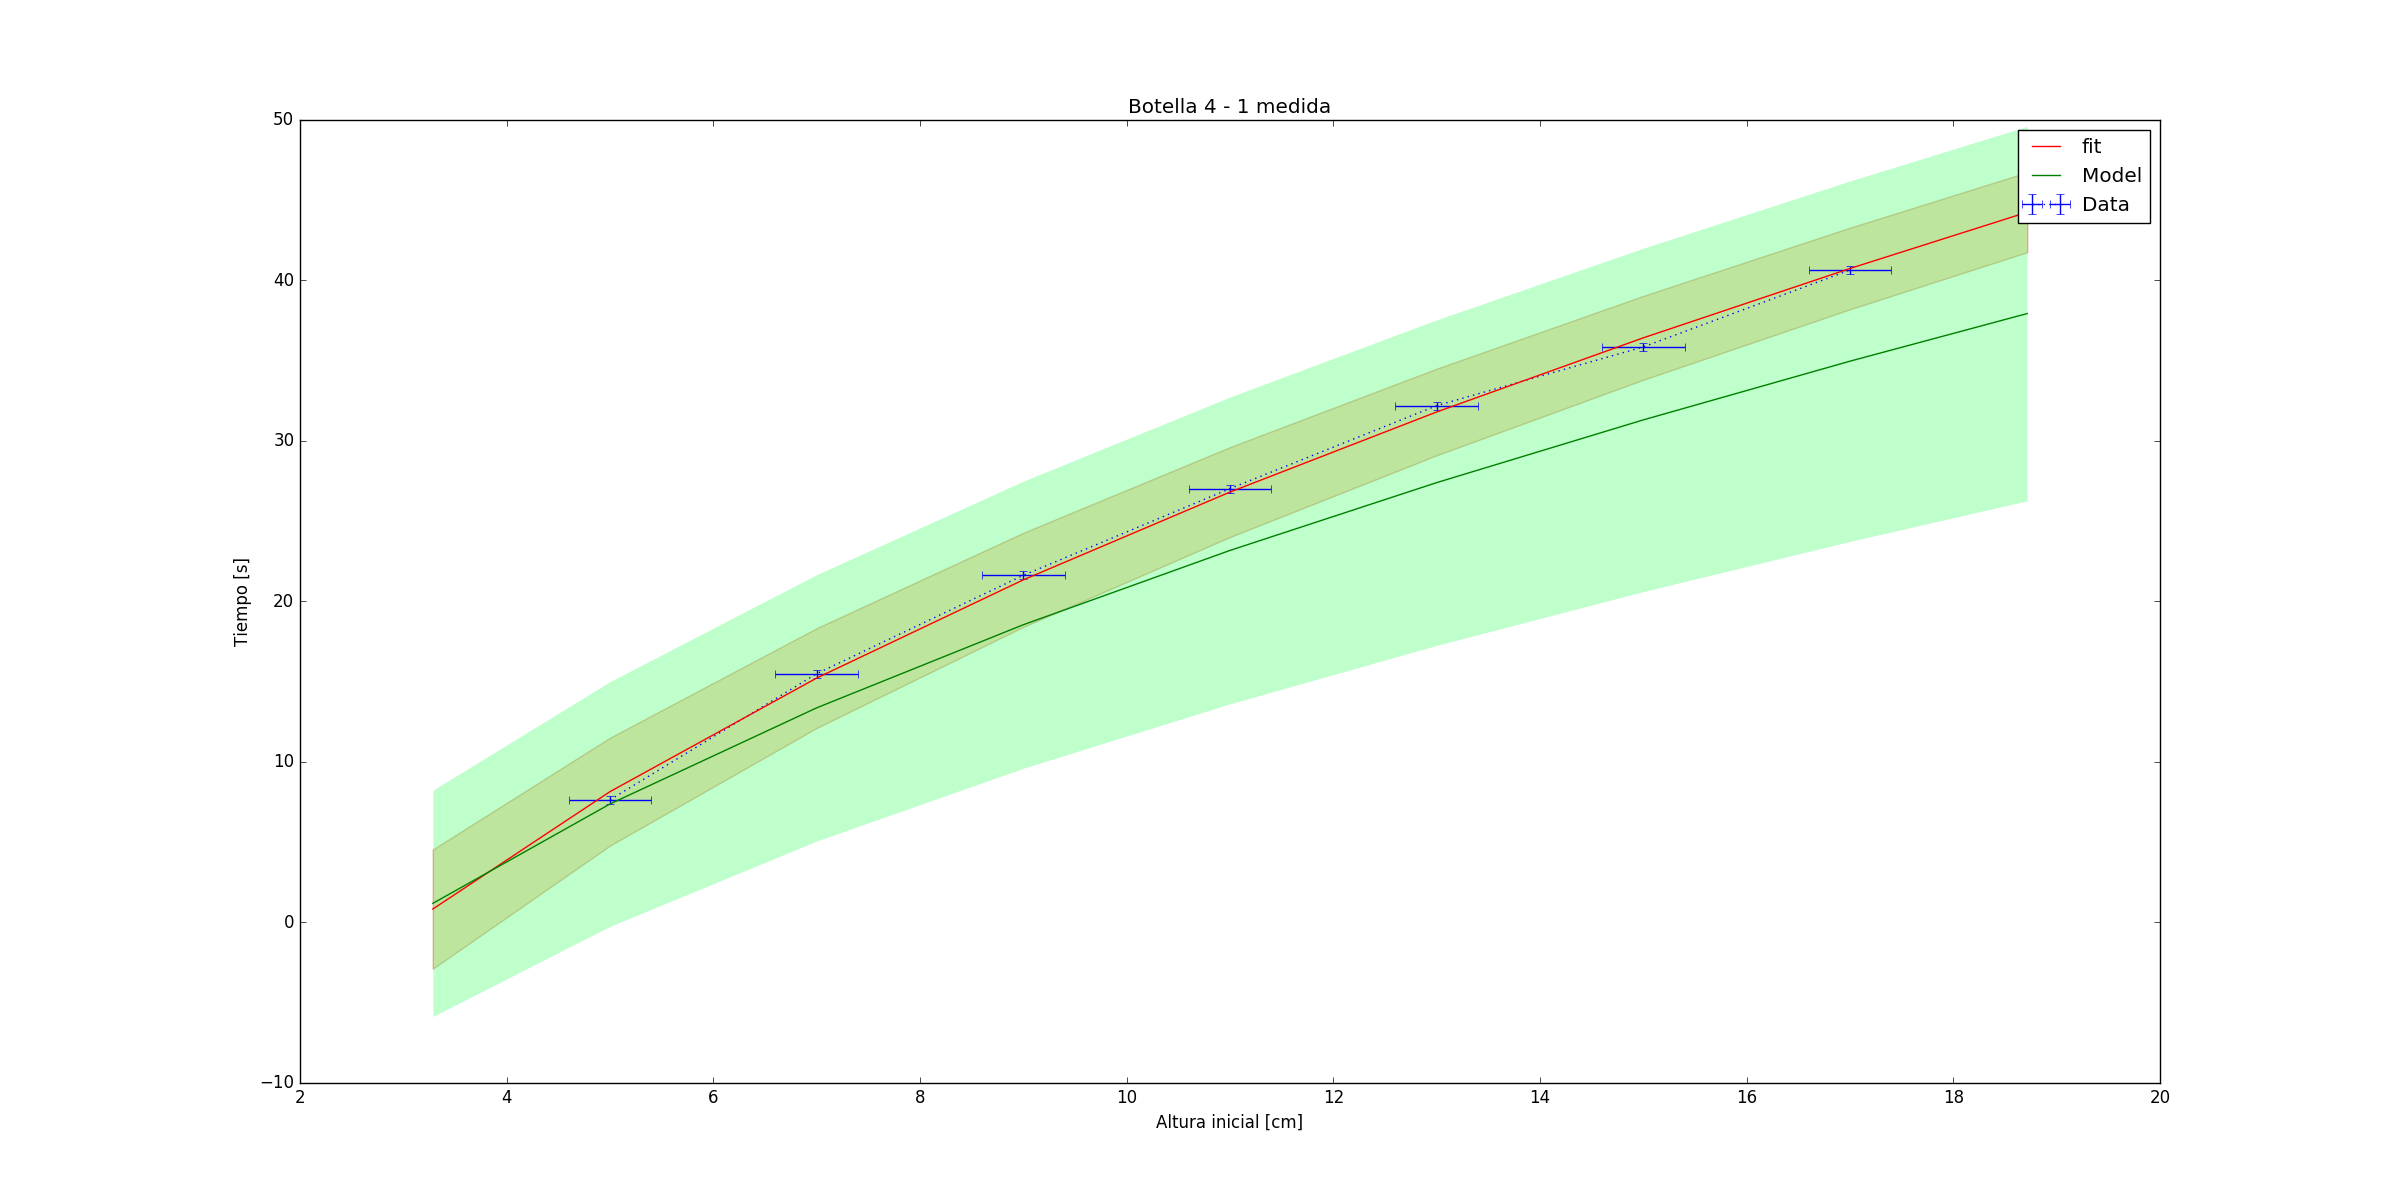 Botella 4 - 1 medida
fit
Model
Data
50
40
30
20
10
0
−10
Tiempo [s]
2 4 6 8 10 12 14 16 18 20
Altura inicial [cm]